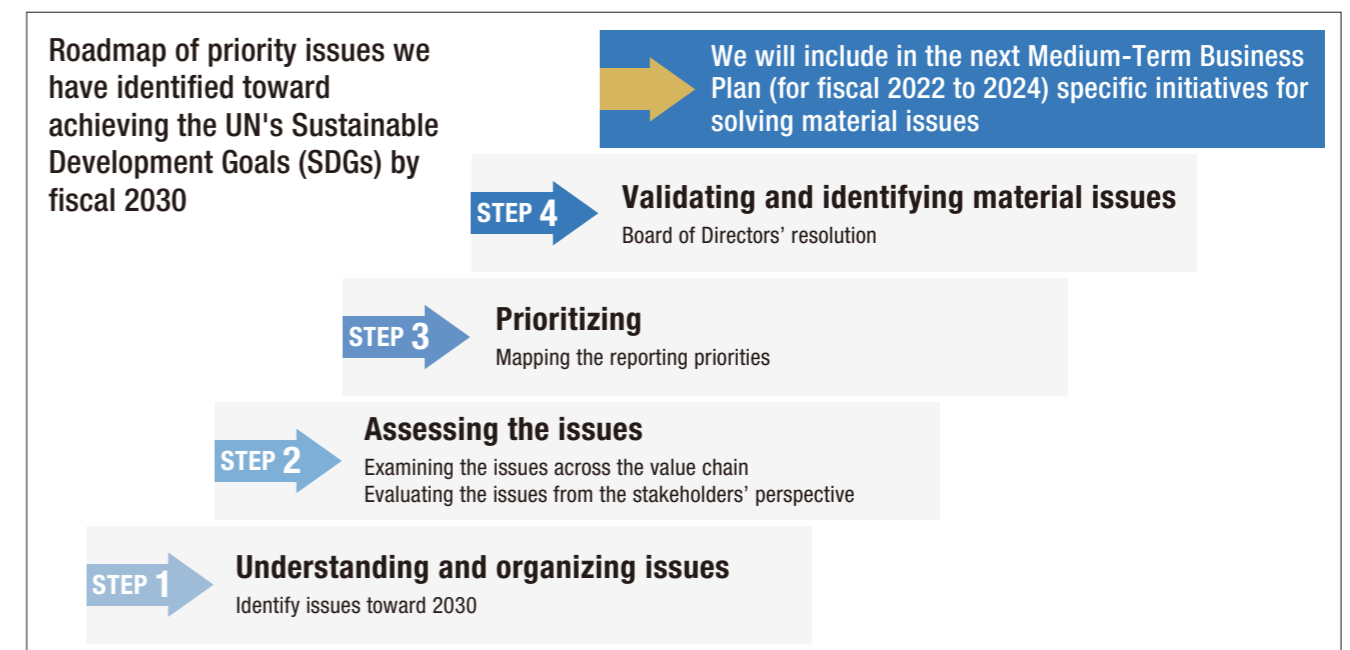 Roadmap of priority issues we
have identified toward
achieving the UN's Sustainable
Development Goals (SDGs) by
fiscal 2030
We will include in the next Medium-Term Business
Plan (for fiscal 2022 to 2024) specific initiatives for
solving material issues
STEP 4
Validating and identifying material issues
Board of Directors’ resolution
STEP 3
Prioritizing
Mapping the reporting priorities
STEP 2
Assessing the issues
Examining the issues across the value chain
Evaluating the issues from the stakeholders’ perspective
STEP 1
Understanding and organizing issues
Identify issues toward 2030